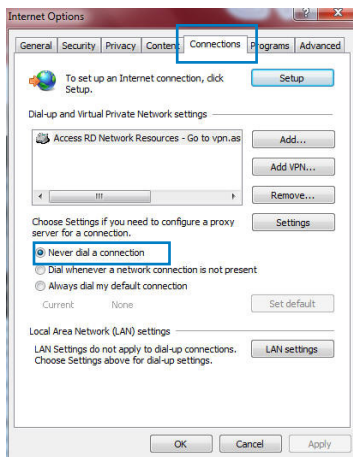 Internet Options
General Security Privacy Content Connections Programs Advanced
To set up an Internet connection, click Setup.
Setup
Dial-up and Virtual Private Network settings
Access RD Network Resources - Go to vpn.as
Add...
Add VPN...
Remove...
Choose Settings if you need to configure a proxy
server for a connection.
Settings
Never dial a connection
Dial whenever a network connection is not present
Always dial my default connection
Current None
Set default
Local Area Network (LAN) settings
LAN Settings do not apply to dial-up connections.
Choose Settings above for dial-up settings.
LAN settings
OK Cancel Apply